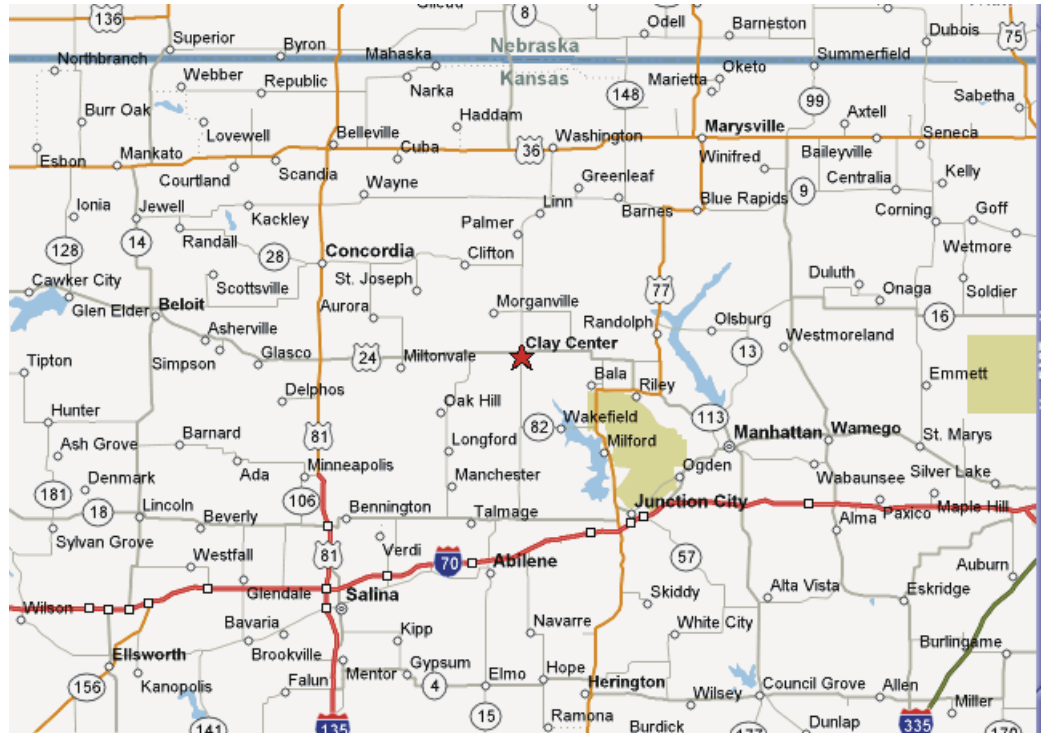 136
Gilead
8
Odell
Barneston
Dubois
75
Superior
Byron
Mahaska
Nebraska
Summerfield
Northbranch
Webber
Republic
Narka
Kansas
Marietta
Oketo
148
99
Sabetha
Burr Oak
Lovewell
Belleville
Haddam
Washington
Marysville
Axtell
Seneca
Esbon
Mankato
Courtland
Scandia
Cuba
36
Winifred
Baileyville
Centralia
Kelly
Wayne
Greenleaf
9
Ionia
Jewell
Kackley
Palmer
Linn
Barnes
Blue Rapids
Corning
Goff
128
14
Randall
28
Concordia
Clifton
Wetmore
Cawker City
Scottsville
St. Joseph
77
Duluth
Onaga
Soldier
Glen Elder
Beloit
Aurora
Morganville
Randolph
Olsburg
16
Asherville
Clay Center
13
Westmoreland
Tipton
Simpson
Glasco
24
Miltonvale
Bala
Riley
Emmett
Delphos
Hunter
Oak Hill
82
Wakefield
113
Ash Grove
Barnard
81
Longford
Milford
Manhattan
Wamego
St. Marys
Denmark
Ada
Minneapolis
Manchester
Ogden
Wabaunsee
Silver Lake
181
18
Lincoln
106
Beverly
Bennington
Talmage
Junction City
Alma
Paxico
Maple Hill
Sylvan Grove
Westfall
81
Verdi
70
Abilene
57
Auburn
Wilson
Glendale
Salina
Skiddy
Alta Vista
Eskridge
Bavaria
Kipp
Navarre
White City
Burlingame
Ellsworth
Brookville
Mentor
Gypsum
Elmo
Hope
156
Kanopolis
Falun
4
Herington
Wilsey
Council Grove
Allen
Miller
141
135
15
Ramona
Burdick
177
Dunlap
335
170